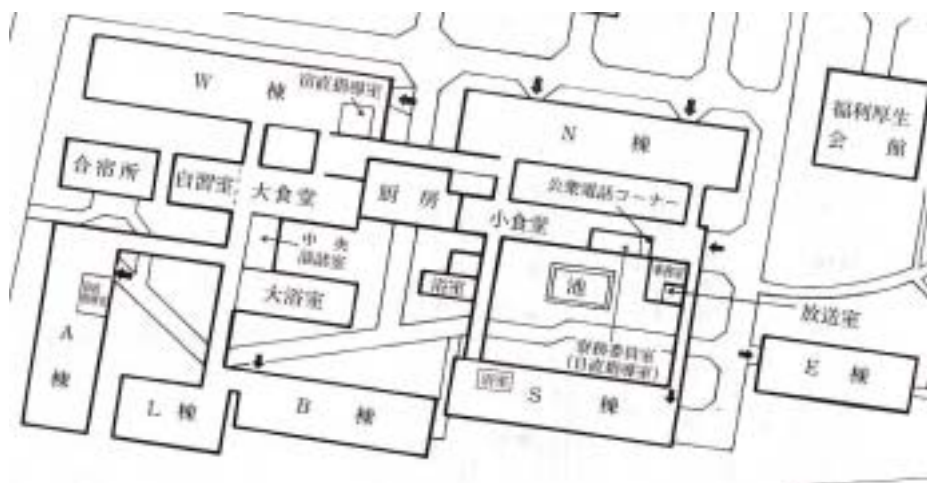 W 棟
宿直指導室
N 棟
福利厚生
会 館
合宿所
自習室
大食堂
厨 房
公衆電話コーナー
小食堂
中 央
浴室
池
大浴室
放送室
A
棟
寮務委員室
(日直指導室)
E 棟
L 棟
B 棟
浴室
S 棟